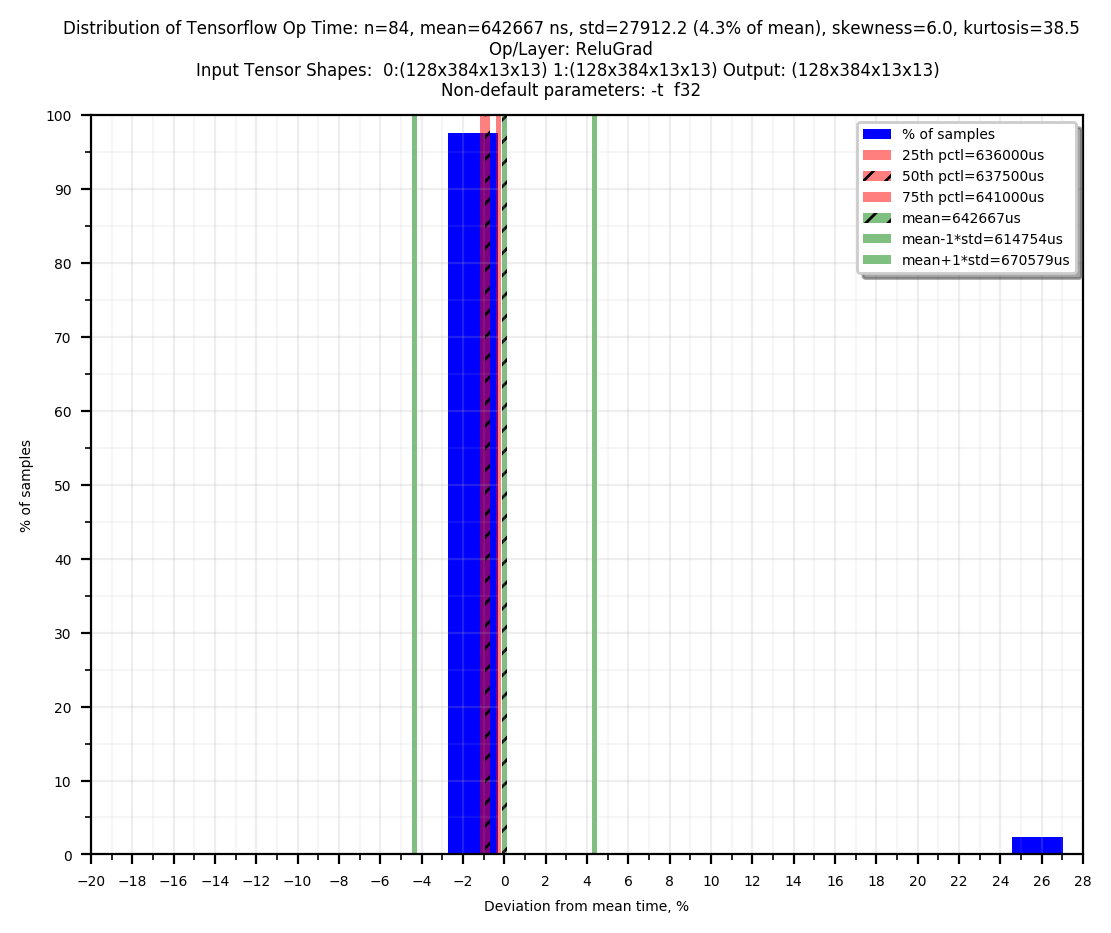 Distribution of Tensorflow Op Time: n=84, mean=642667 ns, std=27912.2 (4.3% of mean), skewness=6.0, kurtosis=38.5
Op/Layer: ReluGrad
Input Tensor Shapes:  0:(128x384x13x13) 1:(128x384x13x13) Output: (128x384x13x13)
Non-default parameters: -t  f32
% of samples
25th pctl=636000us
50th pctl=637500us
75th pctl=641000us
mean=642667us
mean-1*std=614754us
mean+1*std=670579us
100
90
80
70
60
50
40
30
20
10
0
% of samples
−20 −18 −16 −14 −12 −10 −8 −6 −4 −2 0 2 4 6 8 10 12 14 16 18 20 22 24 26 28
Deviation from mean time, %